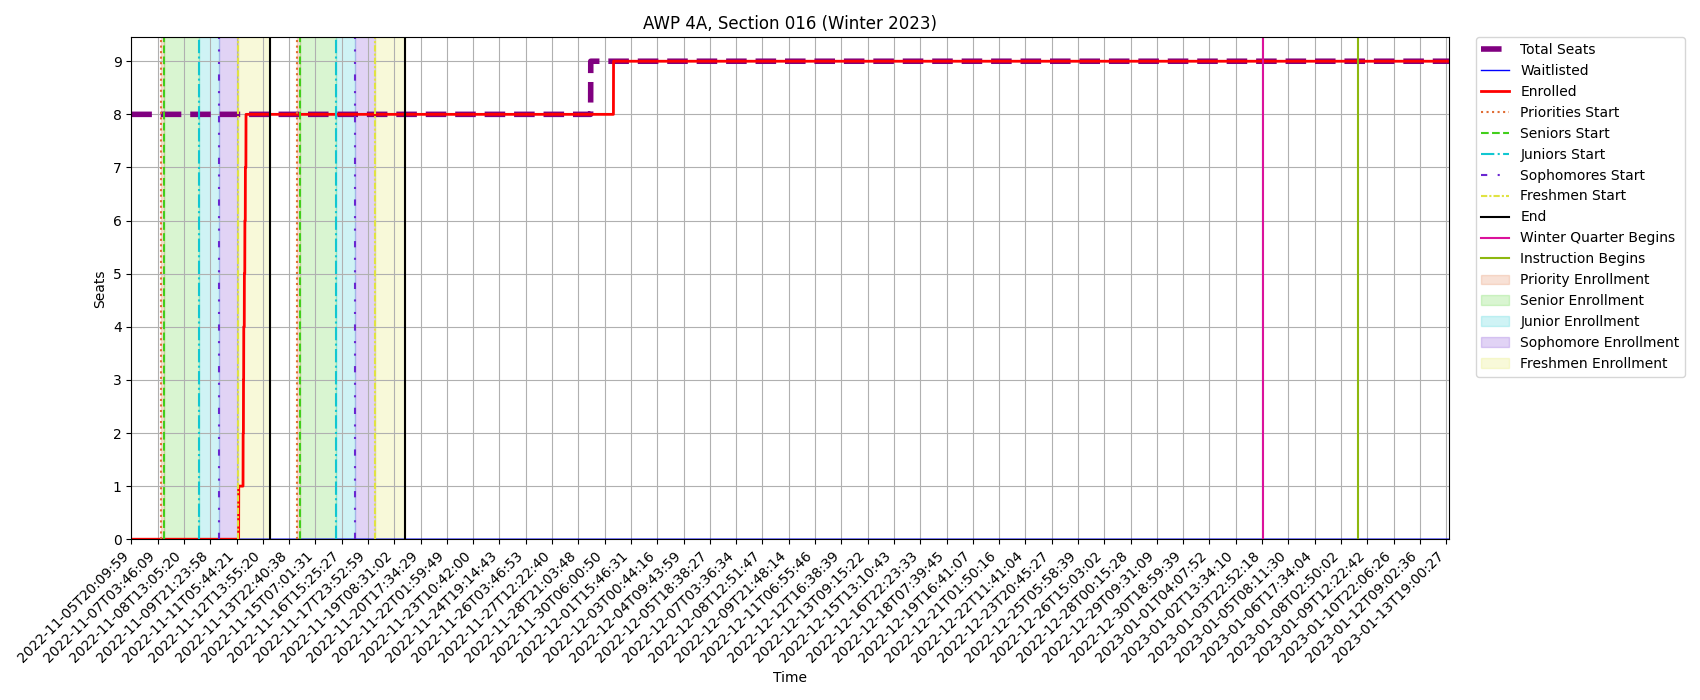 AWP 4A, Section 016 (Winter 2023)
9
8
7
6
5
4
3
2
1
0
Seats
2022-11-05T20:09:59
2022-11-07T03:46:09
2022-11-08T13:05:20
2022-11-09T21:23:58
2022-11-11T05:44:21
2022-11-12T13:55:20
2022-11-13T22:40:38
2022-11-15T07:01:31
2022-11-16T15:25:27
2022-11-17T23:52:59
2022-11-19T08:31:02
2022-11-20T17:34:29
2022-11-22T01:59:49
2022-11-23T10:42:00
2022-11-24T19:14:43
2022-11-26T03:46:53
2022-11-27T12:22:40
2022-11-28T21:03:48
2022-11-30T06:00:50
2022-12-01T15:46:31
2022-12-03T00:44:16
2022-12-04T09:43:59
2022-12-05T18:38:27
2022-12-07T03:36:34
2022-12-08T12:51:47
2022-12-09T21:48:14
2022-12-11T06:55:46
2022-12-12T16:38:39
2022-12-13T09:15:22
2022-12-15T13:10:43
2022-12-16T22:23:33
2022-12-18T07:39:45
2022-12-19T16:41:07
2022-12-21T01:50:16
2022-12-22T11:41:04
2022-12-23T20:45:27
2022-12-25T05:58:39
2022-12-26T15:03:02
2022-12-28T00:15:28
2022-12-29T09:31:09
2022-12-30T18:59:39
2023-01-01T04:07:52
2023-01-02T13:34:10
2023-01-03T22:52:18
2023-01-05T08:11:30
2023-01-06T17:34:04
2023-01-08T02:50:02
2023-01-09T12:22:42
2023-01-10T22:06:26
2023-01-12T09:02:36
2023-01-13T19:00:27
Time
Total Seats
Waitlisted
Enrolled
Priorities Start
Seniors Start
Juniors Start
Sophomores Start
Freshmen Start
End
Winter Quarter Begins
Instruction Begins
Priority Enrollment
Senior Enrollment
Junior Enrollment
Sophomore Enrollment
Freshmen Enrollment